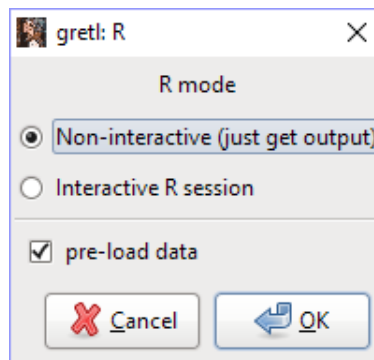 gretl: R
R mode
Non-interactive (just get output)
Interactive R session
pre-load data
Cancel OK